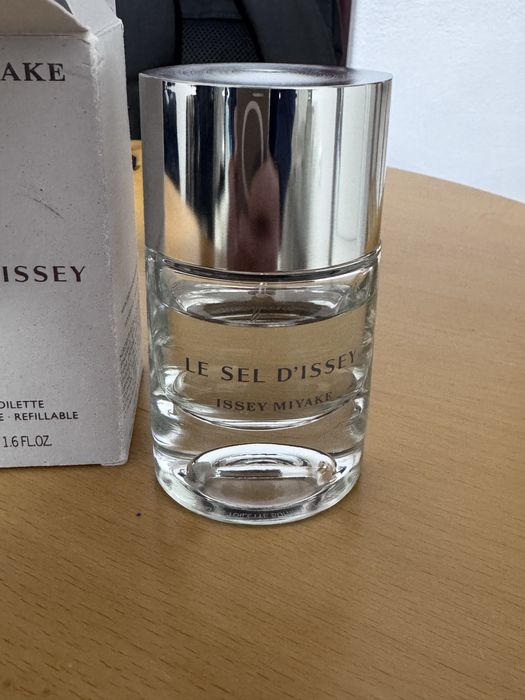 AKE
ISSEY
OILETTE
E · REFILLABLE
1.6 FL.OZ
LE SEL D'ISSEY
ISSEY MIYAKE